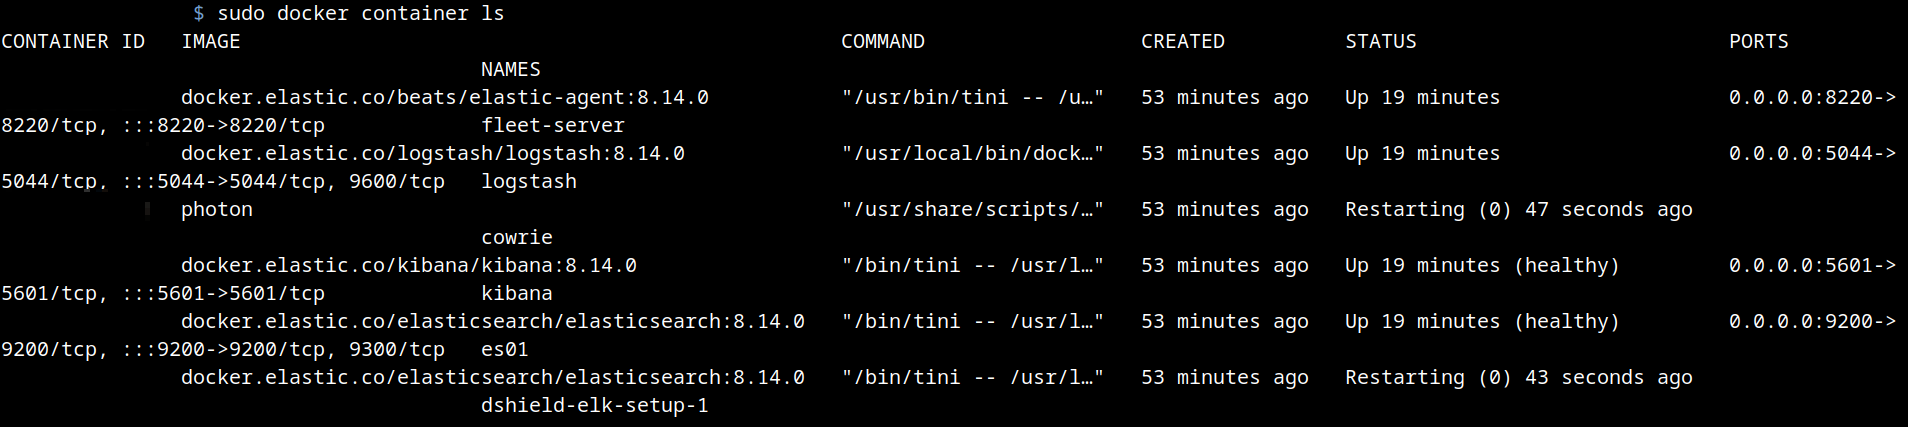 $ sudo docker container ls
CONTAINER ID   IMAGE                                                  COMMAND                  CREATED          STATUS                          PORTS
                                        NAMES
               docker.elastic.co/beats/elastic-agent:8.14.0           "/usr/bin/tini -- /u…"   53 minutes ago   Up 19 minutes                   0.0.0.0:8220->
8220/tcp, :::8220->8220/tcp             fleet-server
               docker.elastic.co/logstash/logstash:8.14.0             "/usr/local/bin/dock…"   53 minutes ago   Up 19 minutes                   0.0.0.0:5044->
5044/tcp, :::5044->5044/tcp, 9600/tcp   logstash
               photon                                                 "/usr/share/scripts/…"   53 minutes ago   Restarting (0) 47 seconds ago
                                        cowrie
               docker.elastic.co/kibana/kibana:8.14.0                 "/bin/tini -- /usr/l…"   53 minutes ago   Up 19 minutes (healthy)         0.0.0.0:5601->
5601/tcp, :::5601->5601/tcp             kibana
               docker.elastic.co/elasticsearch/elasticsearch:8.14.0   "/bin/tini -- /usr/l…"   53 minutes ago   Up 19 minutes (healthy)         0.0.0.0:9200->
9200/tcp, :::9200->9200/tcp, 9300/tcp   es01
               docker.elastic.co/elasticsearch/elasticsearch:8.14.0   "/bin/tini -- /usr/l…"   53 minutes ago   Restarting (0) 43 seconds ago
                                        dshield-elk-setup-1